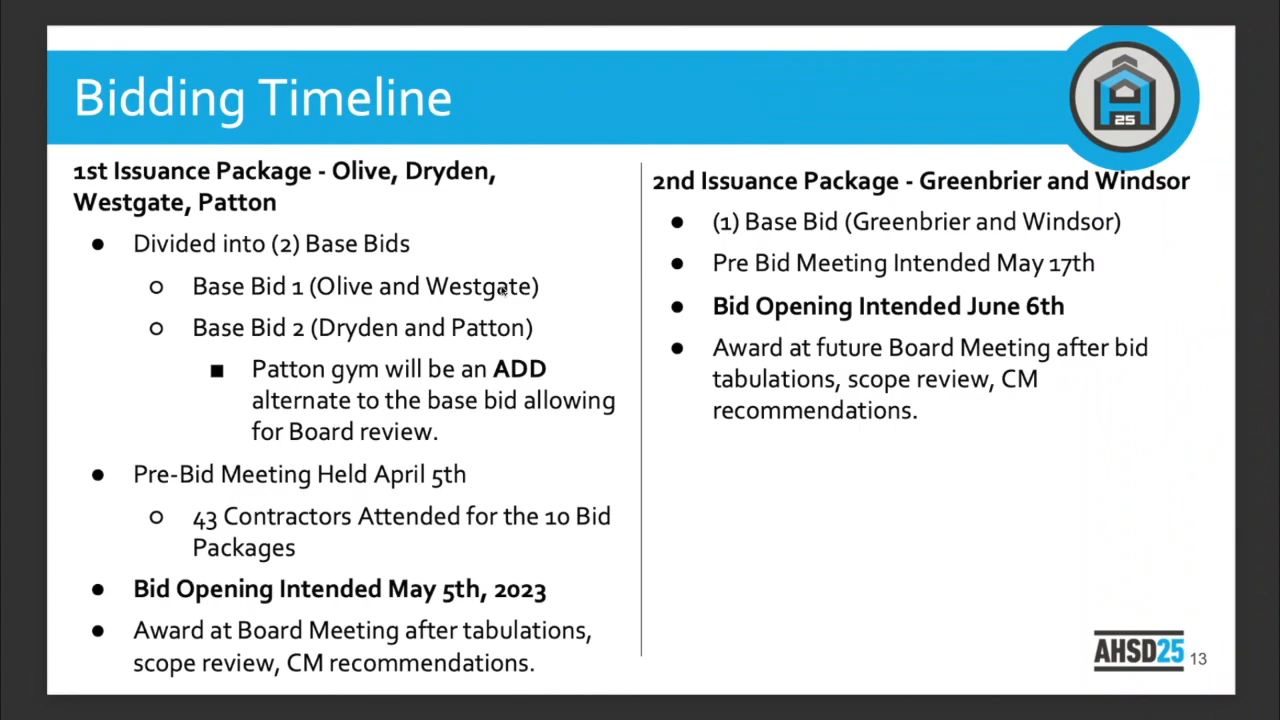 Bidding Timeline
25
1st Issuance Package - Olive, Dryden,
Westgate, Patton
● Divided into (2) Base Bids
○ Base Bid 1 (Olive and Westgate)
○ Base Bid 2 (Dryden and Patton)
■ Patton gym will be an ADD
alternate to the base bid allowing
for Board review.
● Pre-Bid Meeting Held April 5th
○ 43 Contractors Attended for the 10 Bid
Packages
● Bid Opening Intended May 5th, 2023
● Award at Board Meeting after tabulations,
scope review, CM recommendations.
2nd Issuance Package - Greenbrier and Windsor
● (1) Base Bid (Greenbrier and Windsor)
● Pre Bid Meeting Intended May 17th
● Bid Opening Intended June 6th
● Award at future Board Meeting after bid
tabulations, scope review, CM
recommendations.
AHSD25
13